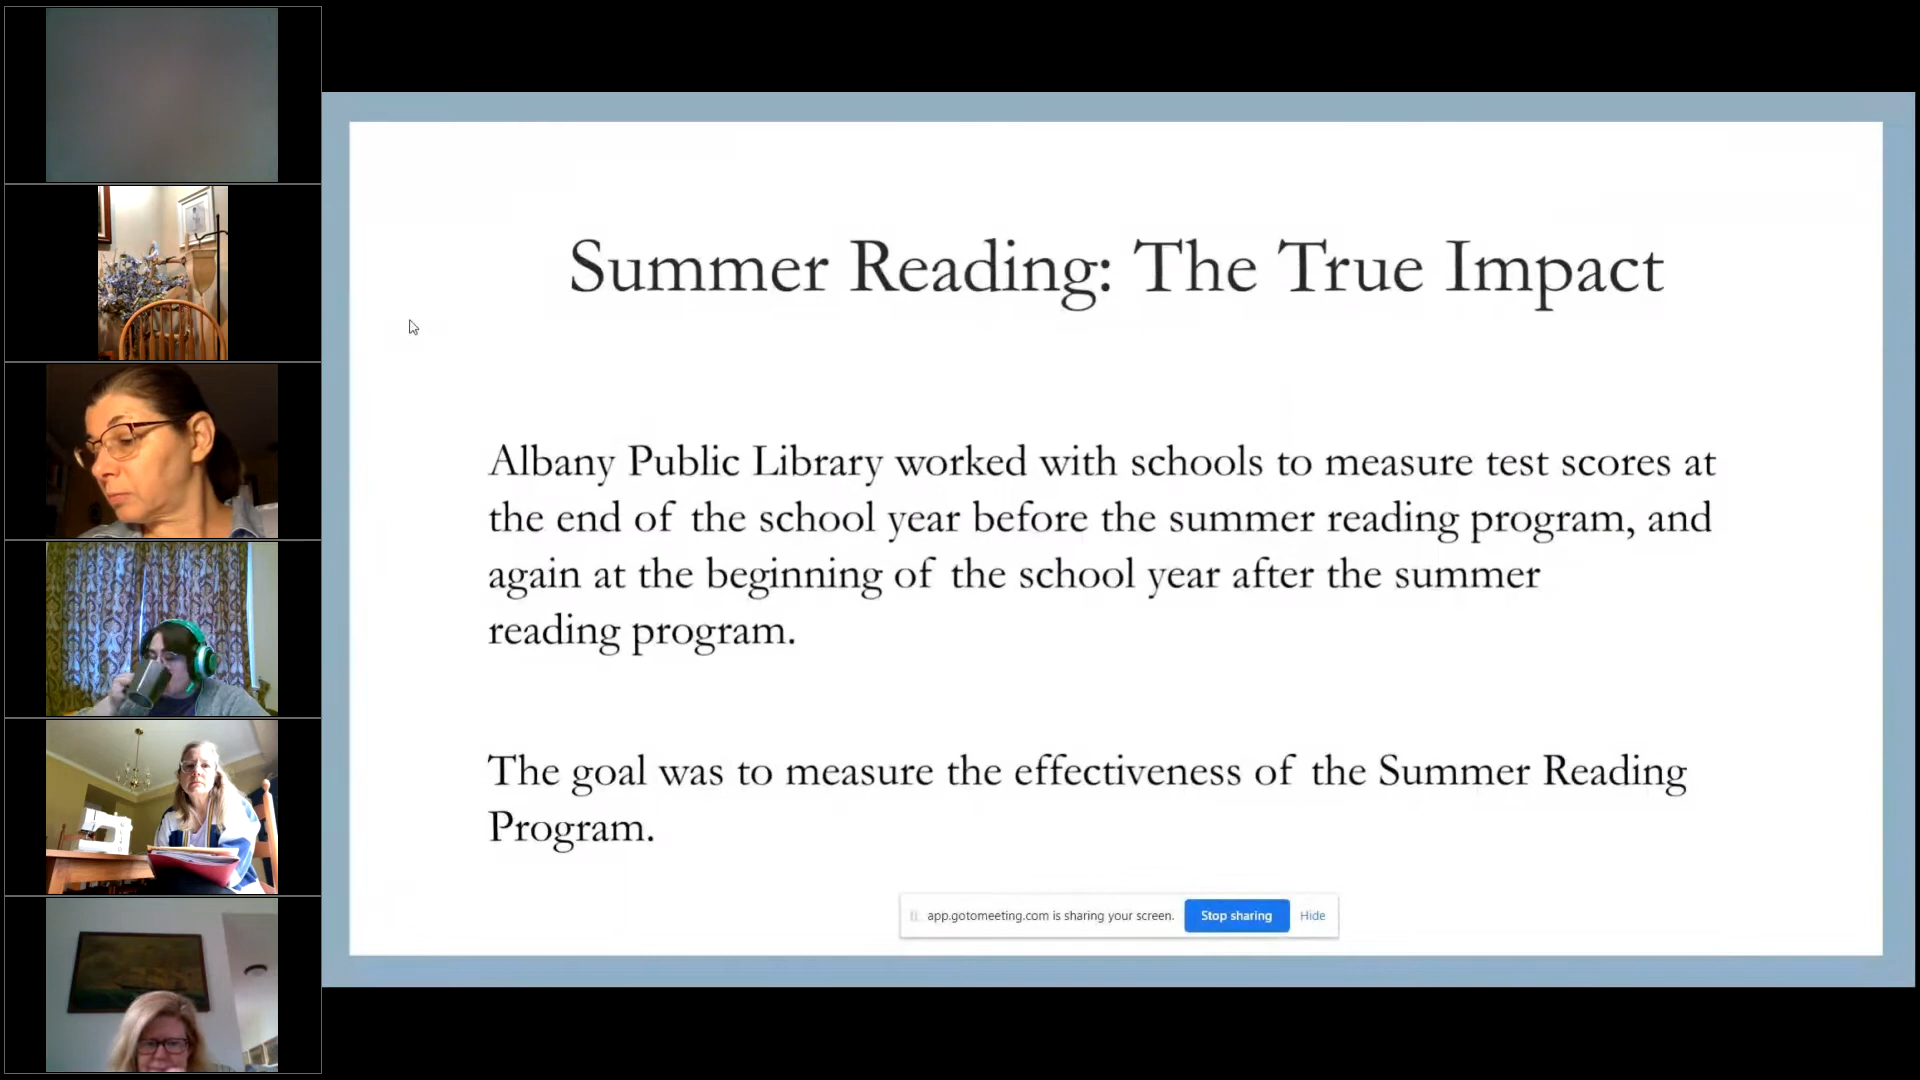 Summer Reading: The True Impact
Albany Public Library worked with schools to measure test scores at
the end of the school year before the summer reading program, and
again at the beginning of the school year after the summer
reading program.
The goal was to measure the effectiveness of the Summer Reading
Program.
app.gotomeeting.com is sharing your screen. Stop sharing Hide